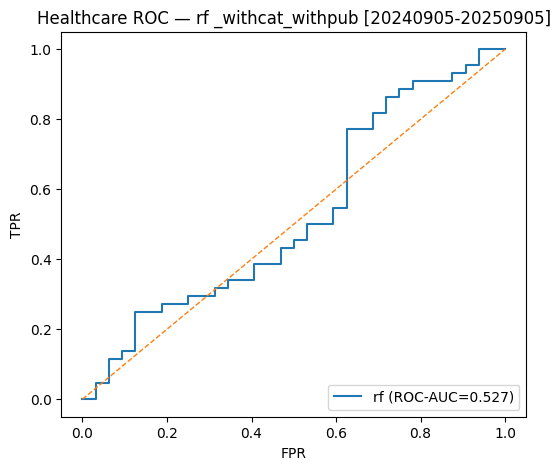 Healthcare ROC — rf _withcat_withpub [20240905-20250905]
1.0
0.8
0.6
0.4
0.2
0.0
TPR
rf (ROC-AUC=0.527)
0.0 0.2 0.4 0.6 0.8 1.0
FPR